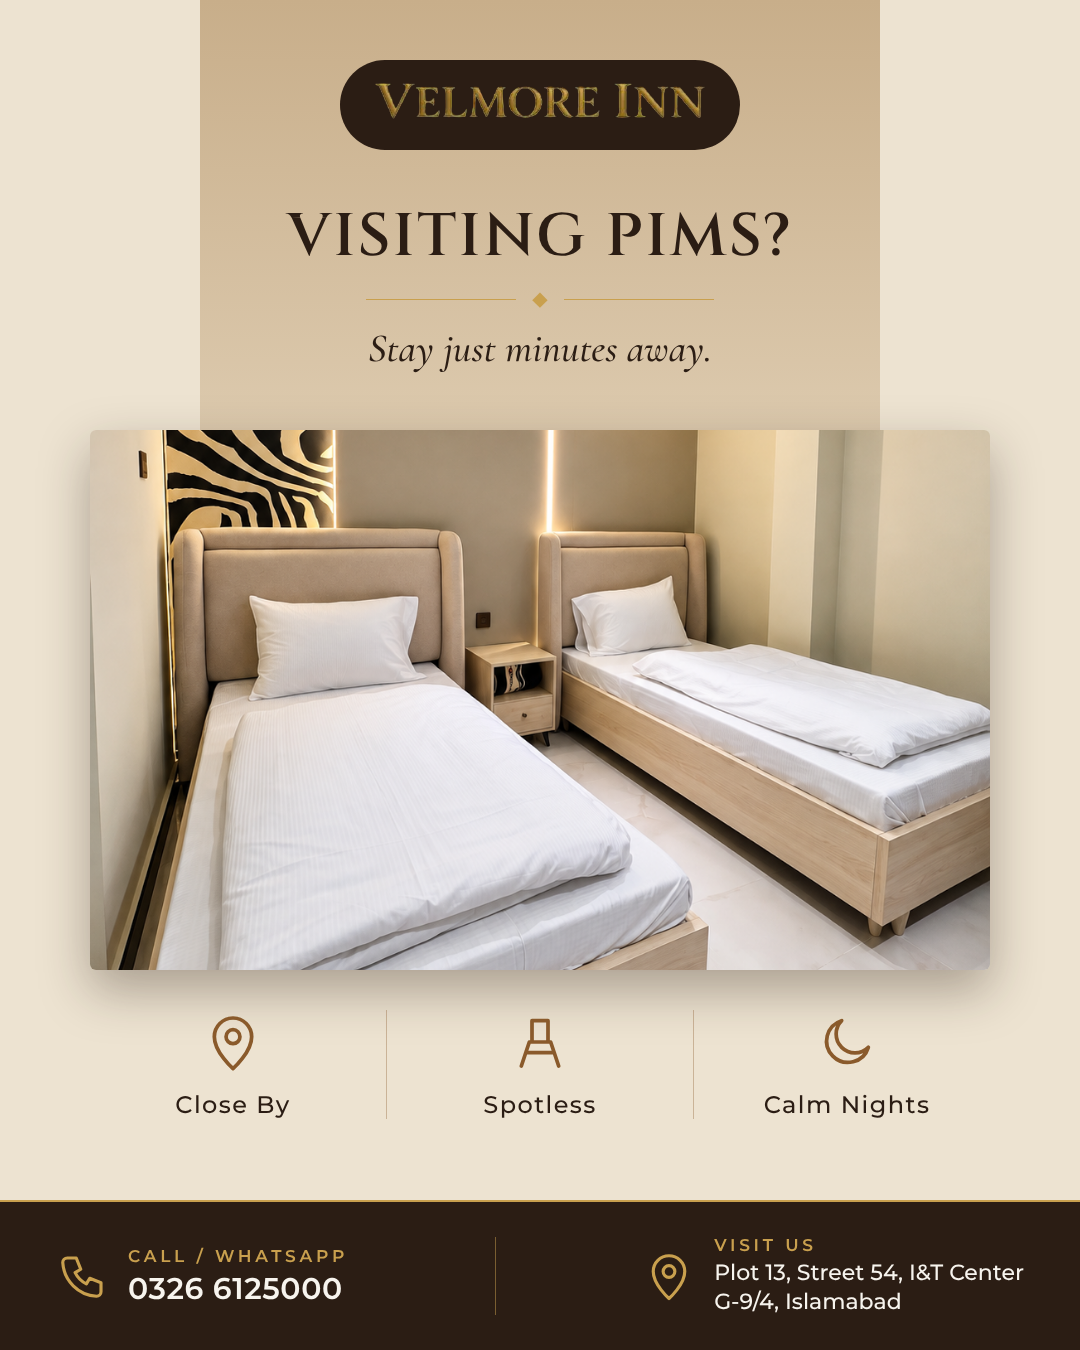 VELMORE INN
VISITING PIMS?
Stay just minutes away.
Close By
Spotless
Calm Nights
CALL / WHATSAPP
0326 6125000
VISIT US
Plot 13, Street 54, I&T Center
G-9/4, Islamabad